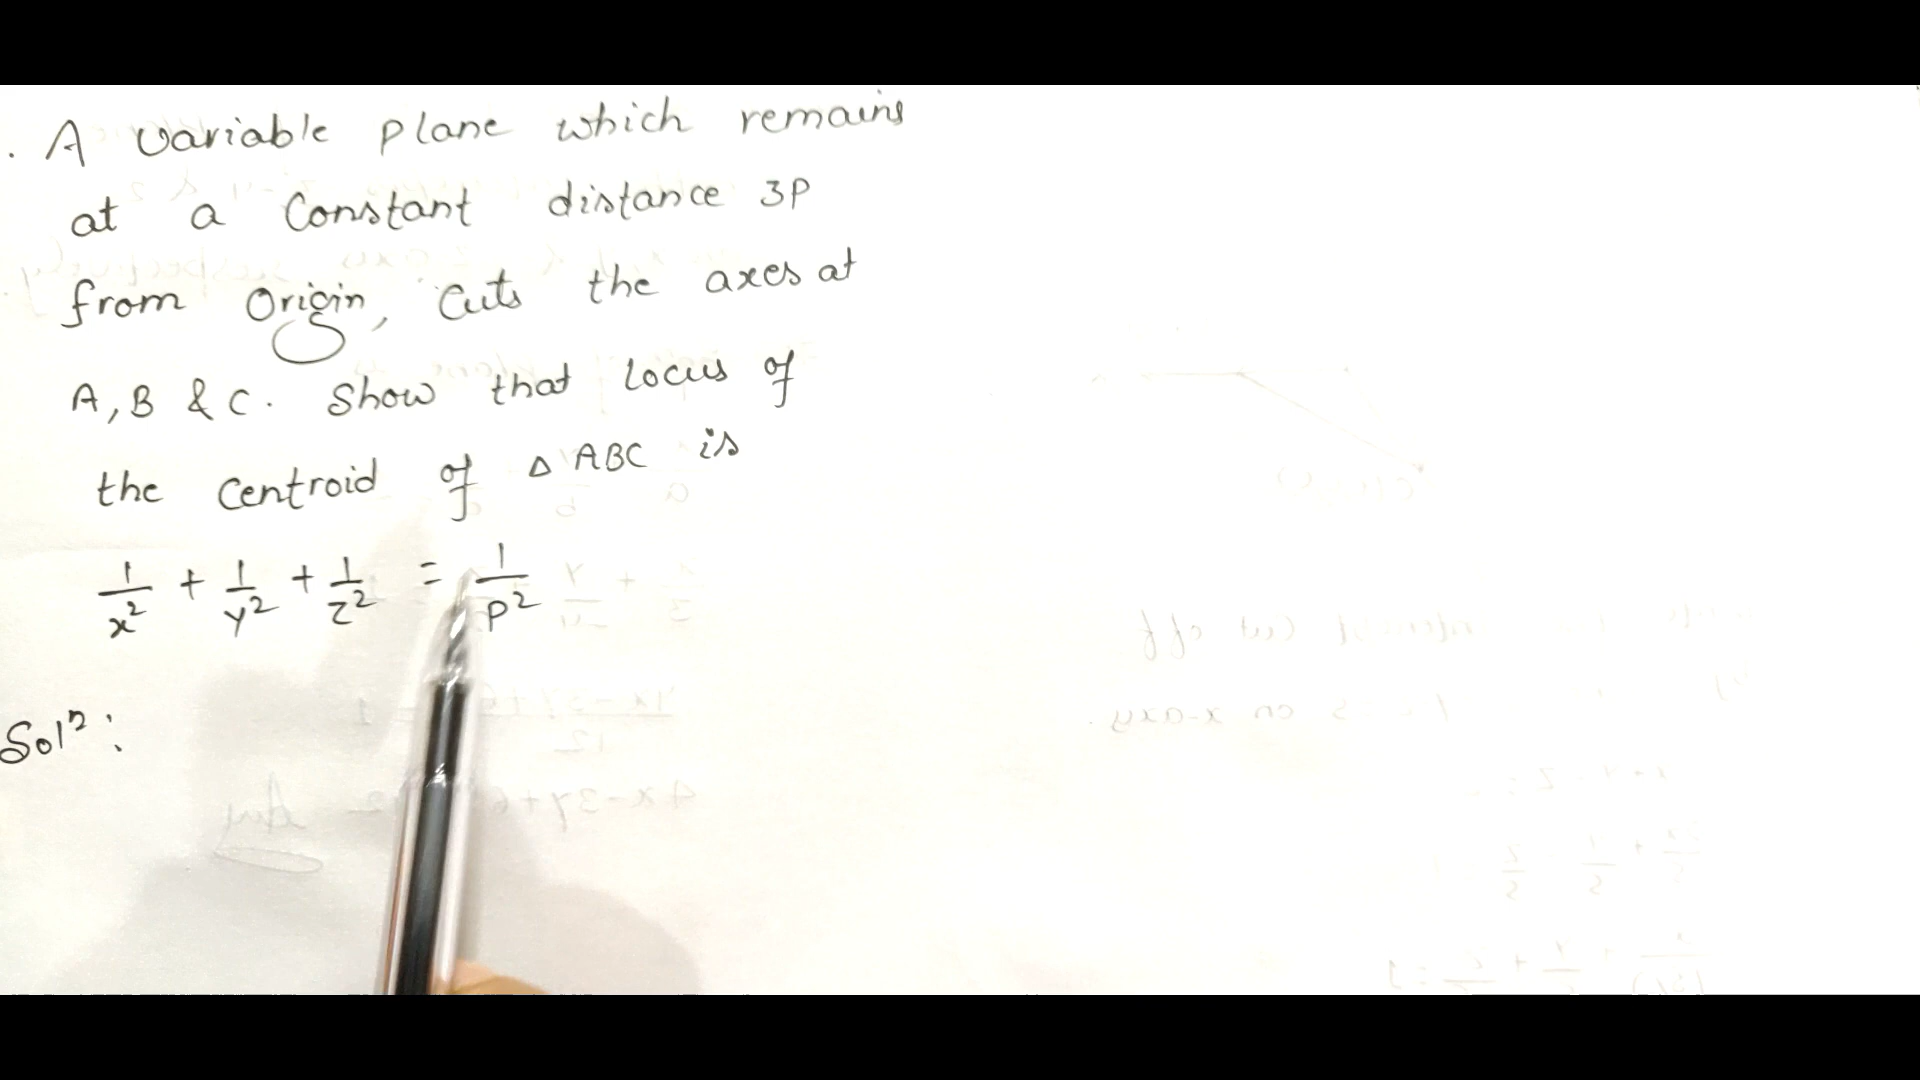 . A variable plane which remains
at a Constant distance 3P
from Origin, Cuts the axes at
A, B & C. Show that Locus of
the Centroid of Δ ABC is
1/x² + 1/y² + 1/z² = 1/P²
Solⁿ: